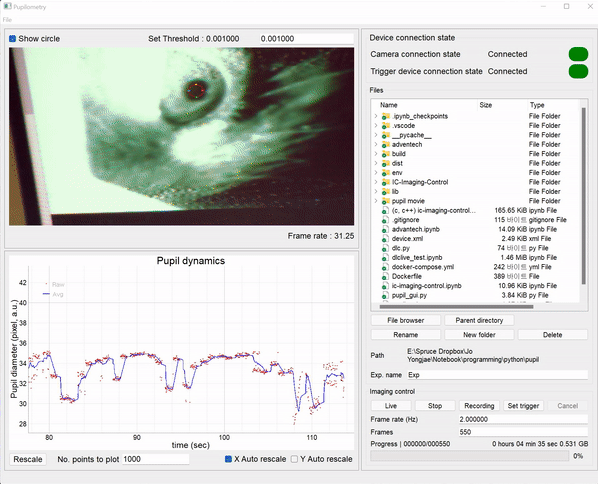 Pupilometry
File
Show circle
Set Threshold : 0.001000
0.001000
Frame rate : 31.25
Pupil dynamics
Raw
Avg
Pupil diameter (pixel, a.u.)
42
40
38
36
34
32
30
28
80
90
100
110
time (sec)
Rescale
No. points to plot
1000
X Auto rescale
Y Auto rescale
Device connection state
Camera connection state
Connected
Trigger device connection state
Connected
Files
Name Size Type
.ipynb_checkpoints File Folder
.vscode File Folder
__pycache__ File Folder
adventech File Folder
build File Folder
dist File Folder
env File Folder
IC-Imaging-Control File Folder
lib File Folder
pupil movie File Folder
(c, c++) ic-imaging-control... 165.65 KiB ipynb File
.gitignore 115 바이트 gitignore File
advantech.ipynb 14.09 KiB ipynb File
device.xml 2.49 KiB xml File
dlc.py 74 바이트 py File
dlclive_test.ipynb 1.46 MiB ipynb File
docker-compose.yml 242 바이트 yml File
Dockerfile 389 바이트 File
ic-imaging-control.ipynb 10.96 KiB ipynb File
pupil_gui.py 3.84 KiB py File
File browser
Parent directory
Rename
New folder
Delete
Path
E:\Spruce Dropbox\Jo
Yongjae\Notebook\programming\python\pupil
Exp. name
Exp
Imaging control
Live
Stop
Recording
Set trigger
Cancel
Frame rate (Hz)
2.000000
Frames
550
Progress | 000000/000550
0 hours 04 min 35 sec 0.531 GB
0%